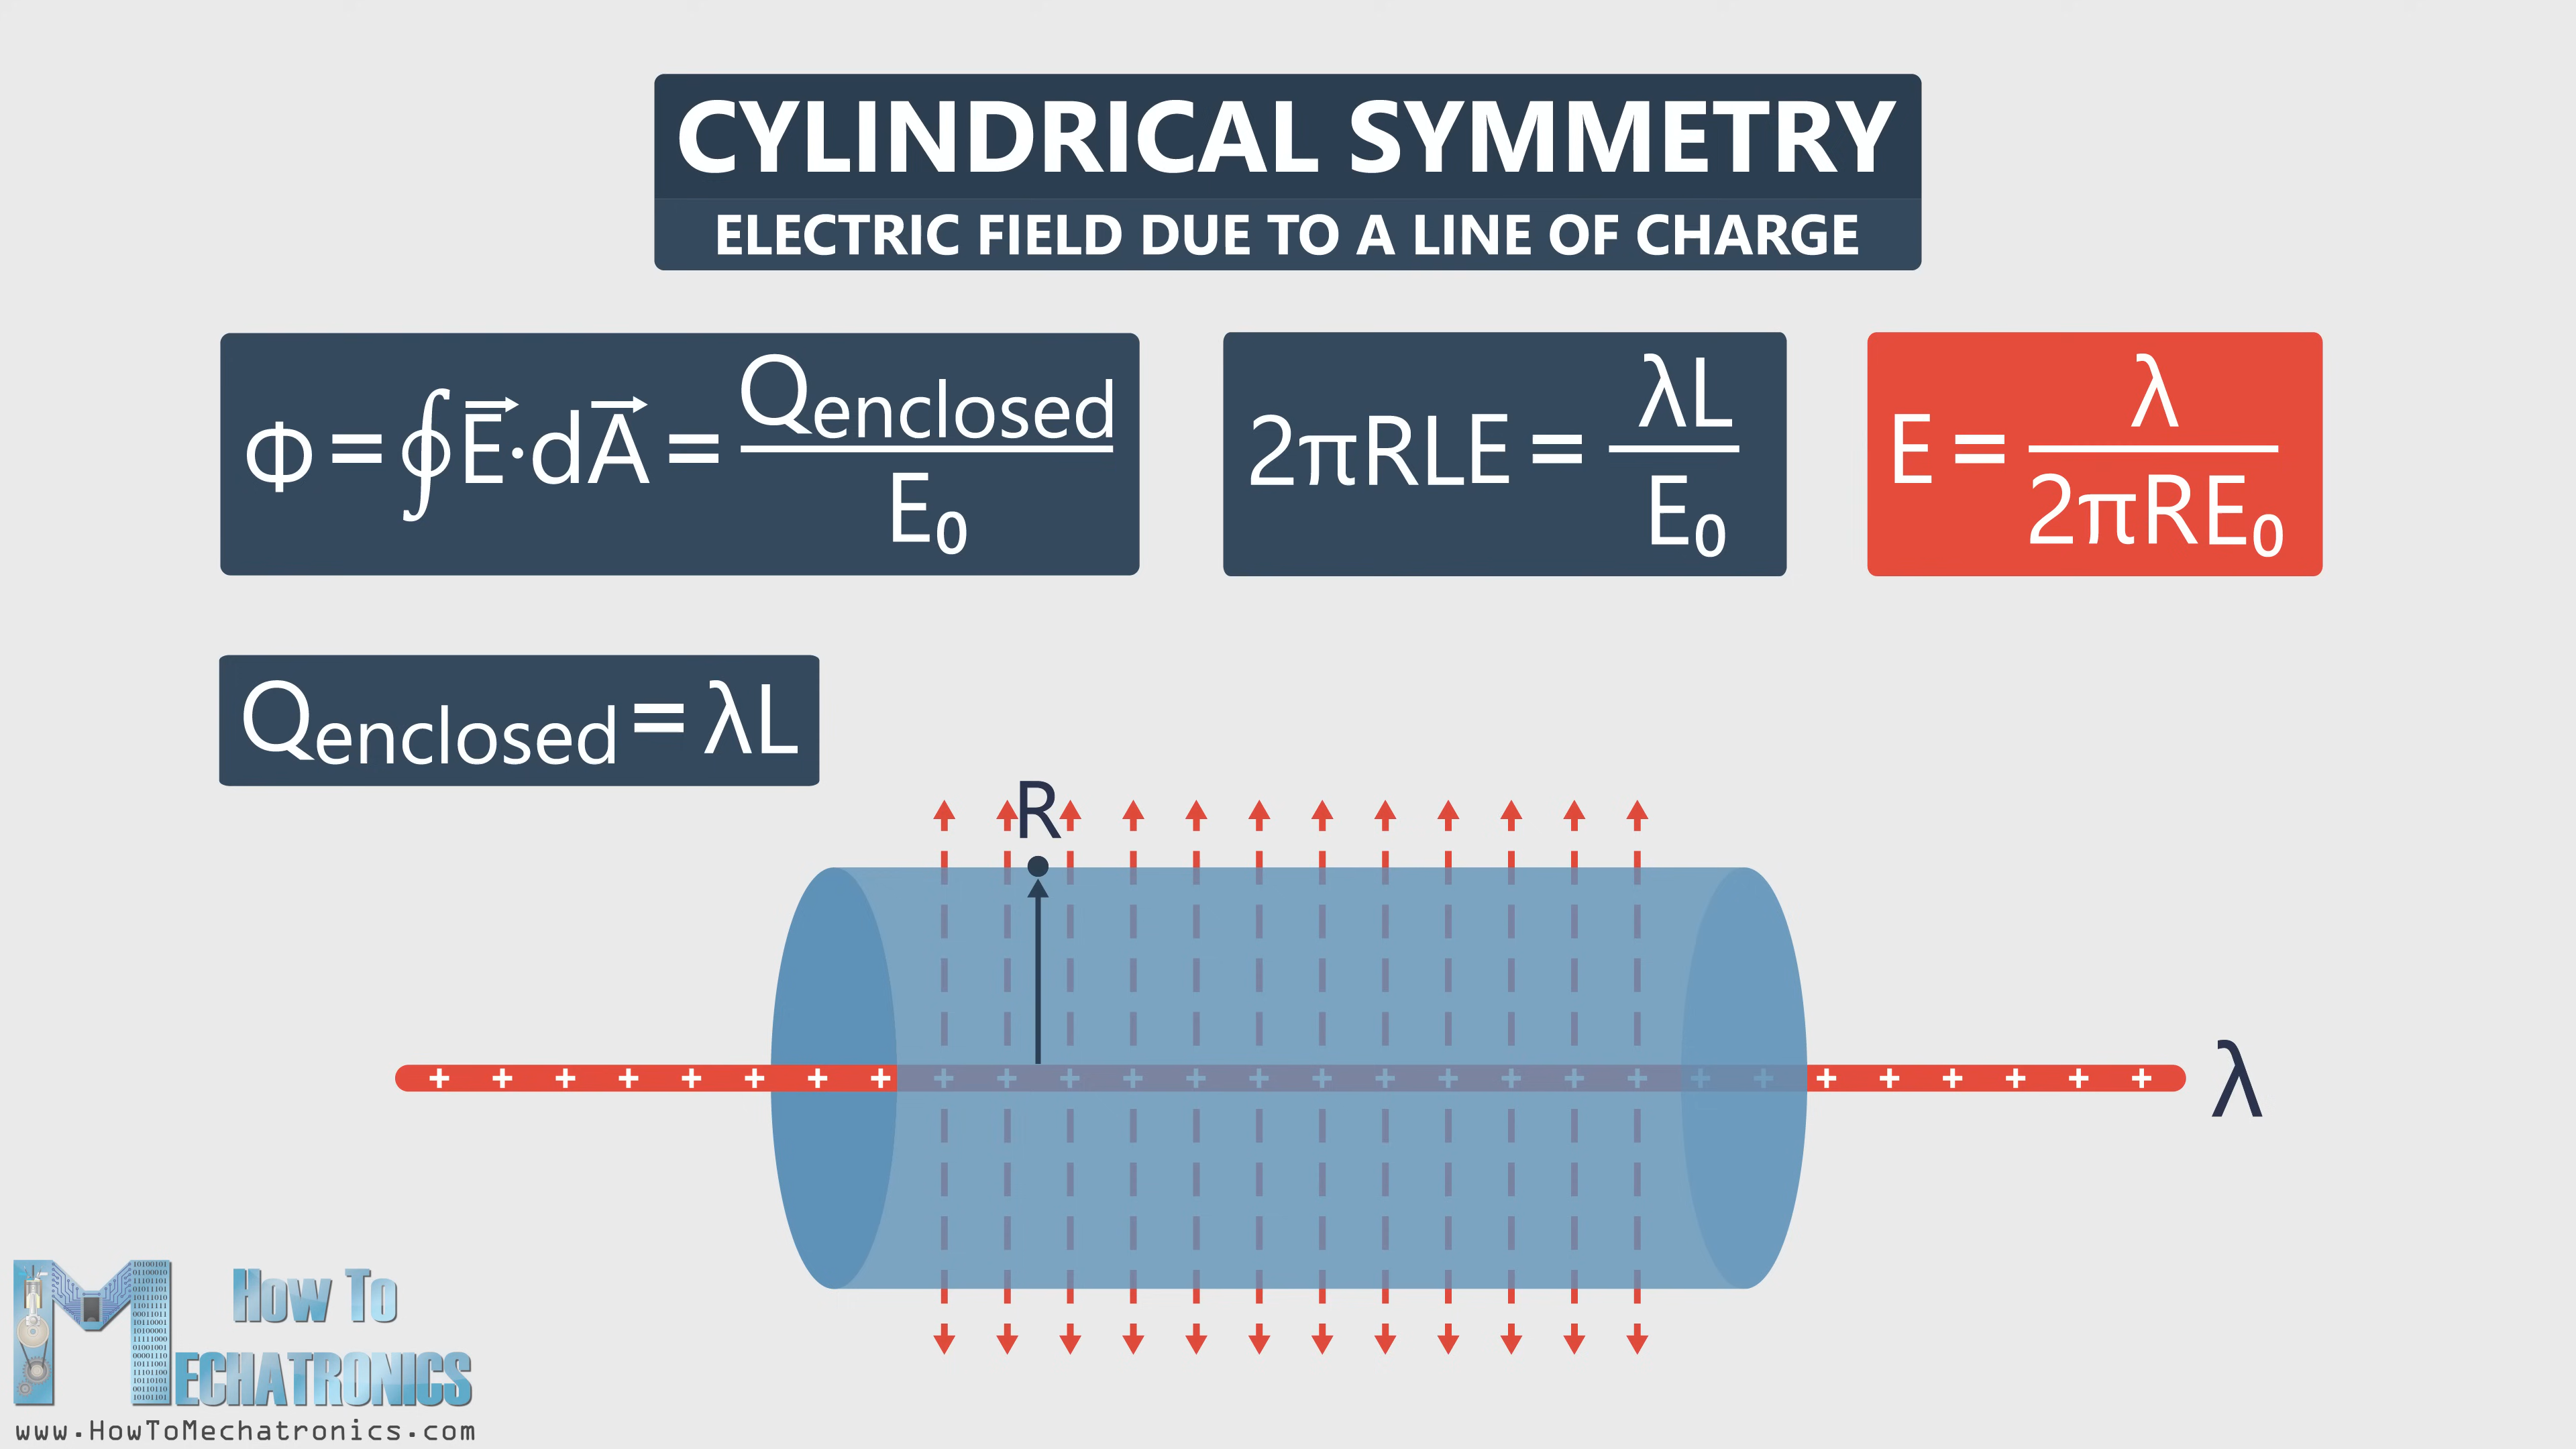 CYLINDRICAL SYMMETRY
ELECTRIC FIELD DUE TO A LINE OF CHARGE
Φ = ∮E⃗·dA⃗ = Qenclosed / E₀
2πRLE = λL / E₀
E = λ / 2πRE₀
Qenclosed = λL
R
+ + + + + + + + + + + + + + + + + + + + + + + + + + + +
λ
How To
MECHATRONICS
www.HowToMechatronics.com